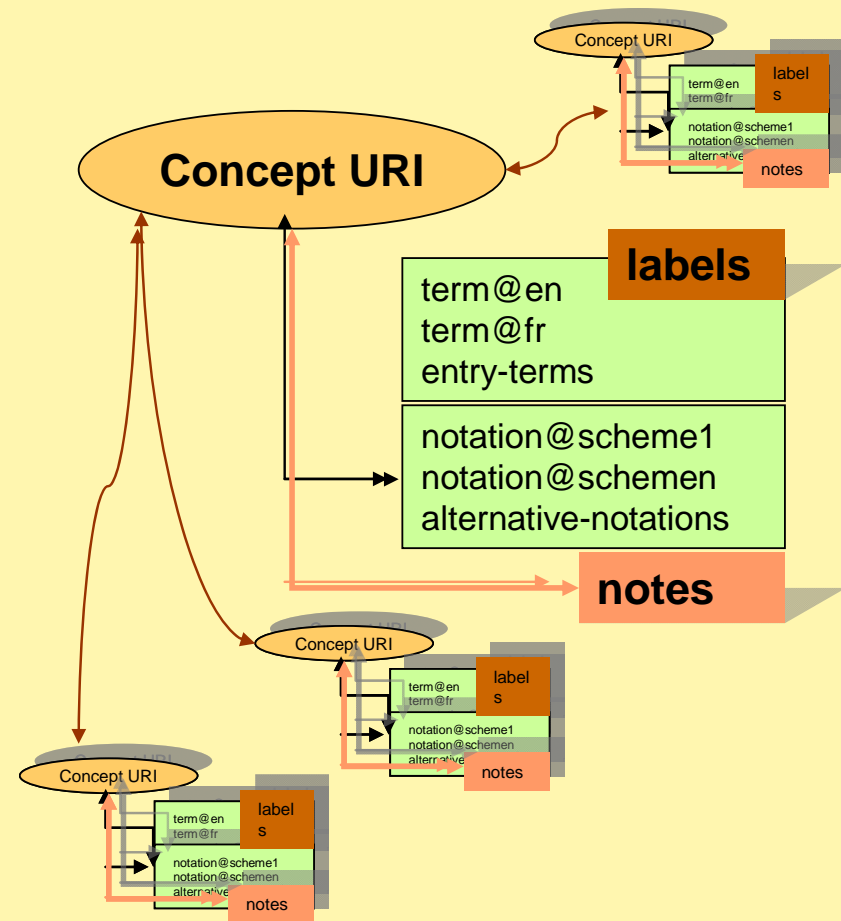 Concept URI
labels
term@en
term@fr
notation@scheme1
notation@schemen
notes
Concept URI
labels
term@en
term@fr
entry-terms
notation@scheme1
notation@schemen
alternative-notations
notes
Concept URI
label
s
term@en
term@fr
notation@scheme1
notation@schemen
notes
Concept URI
label
s
term@en
term@fr
notation@scheme1
notation@schemen
notes